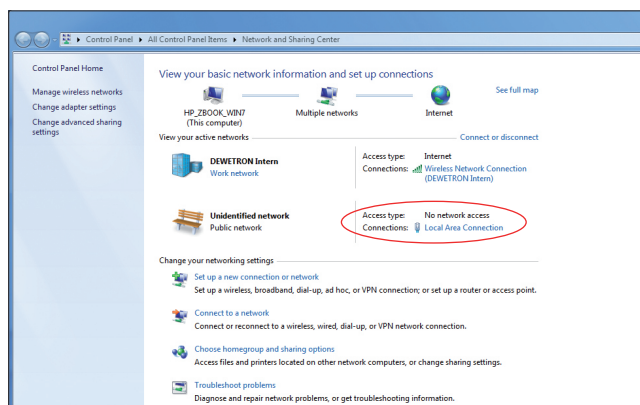 Control Panel ▸ All Control Panel Items ▸ Network and Sharing Center
Control Panel Home
Manage wireless networks
Change adapter settings
Change advanced sharing
settings
View your basic network information and set up connections
See full map
HP_ZBOOK_WIN7
(This computer)
Multiple networks
Internet
View your active networks
Connect or disconnect
DEWETRON Intern
Work network
Access type: Internet
Connections: Wireless Network Connection
(DEWETRON Intern)
Unidentified network
Public network
Access type: No network access
Connections: Local Area Connection
Change your networking settings
Set up a new connection or network
Set up a wireless, broadband, dial-up, ad hoc, or VPN connection; or set up a router or access point.
Connect to a network
Connect or reconnect to a wireless, wired, dial-up, or VPN network connection.
Choose homegroup and sharing options
Access files and printers located on other network computers, or change sharing settings.
Troubleshoot problems
Diagnose and repair network problems, or get troubleshooting information.